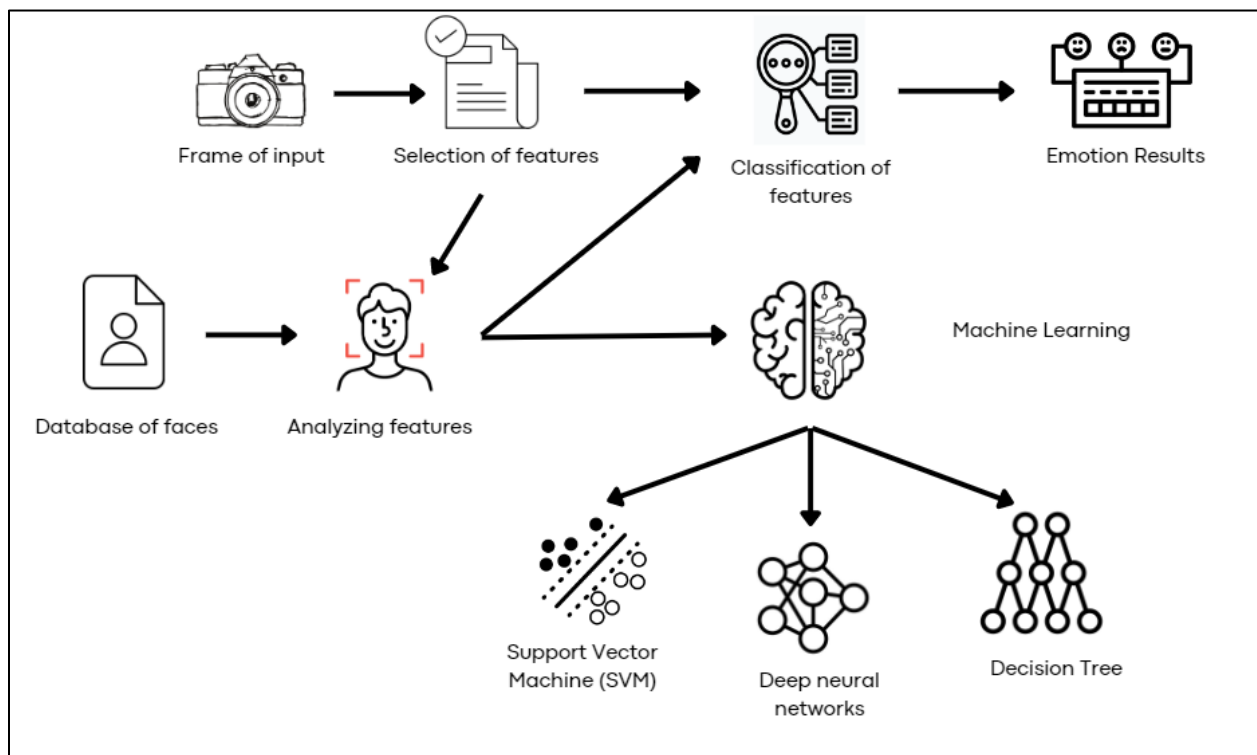 Frame of input
Selection of features
Classification of
features
Emotion Results
Database of faces
Analyzing features
Machine Learning
Support Vector
Machine (SVM)
Deep neural
networks
Decision Tree